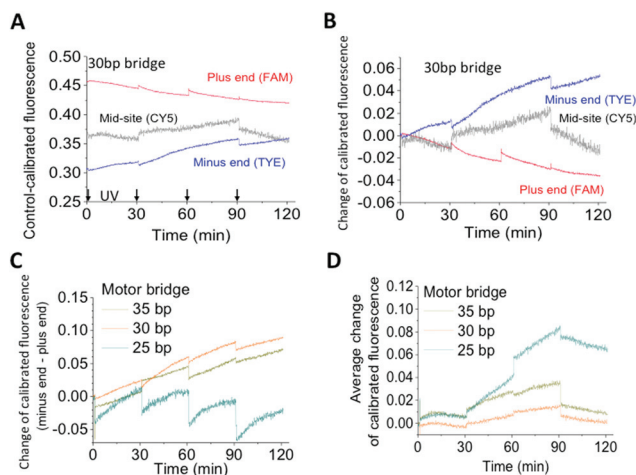 A
30bp bridge
Plus end (FAM)
Mid-site (CY5)
Minus end (TYE)
UV
Control-calibrated fluorescence
0.50
0.45
0.40
0.35
0.30
0.25
0 30 60 90 120
Time (min)
B
30bp bridge
Minus end (TYE)
Mid-site (CY5)
Plus end (FAM)
Change of calibrated fluorescence
0.06
0.04
0.02
0.00
-0.02
-0.04
-0.06
0 30 60 90 120
Time (min)
C
Motor bridge
35 bp
30 bp
25 bp
Change of calibrated fluorescence
(minus end - plus end)
0.15
0.10
0.05
0.00
-0.05
0 30 60 90 120
Time (min)
D
Motor bridge
35 bp
30 bp
25 bp
Average change
of calibrated fluorescence
0.12
0.10
0.08
0.06
0.04
0.02
0.00
0 30 60 90 120
Time (min)